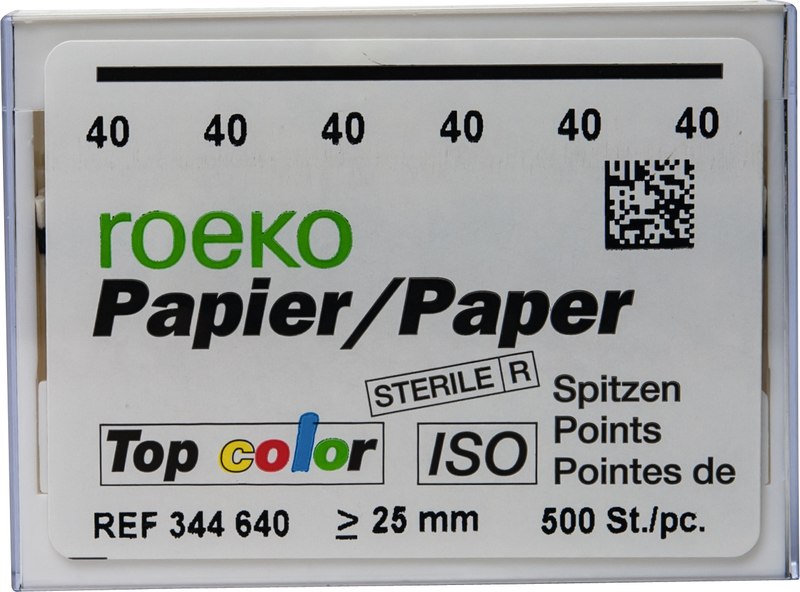 40 40 40 40 40 40
roeko
Papier/Paper
STERILE R
Spitzen
Points
Pointes de
Top color
ISO
REF 344 640 ≥ 25 mm 500 St./pc.